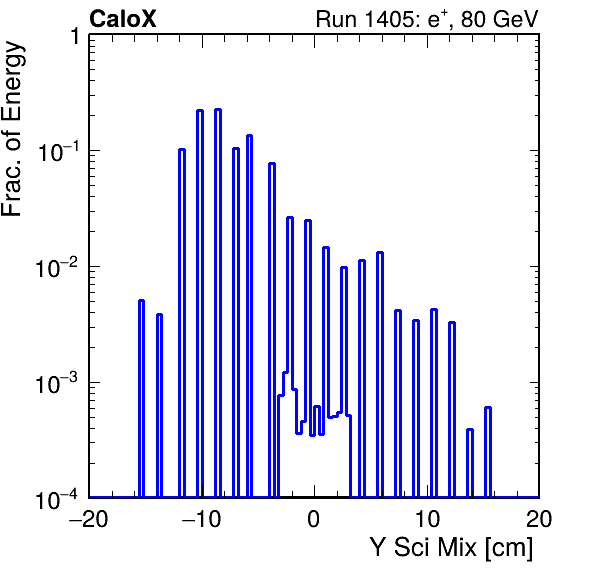 CaloX Run 1405: e⁺, 80 GeV
Frac. of Energy
1
10⁻¹
10⁻²
10⁻³
10⁻⁴
−20 −10 0 10 20
Y Sci Mix [cm]